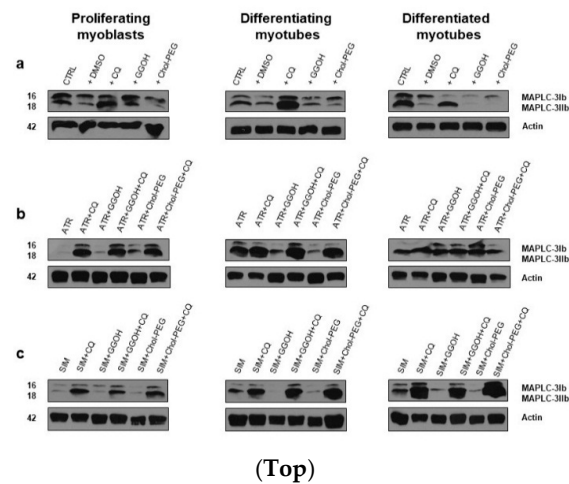 Proliferating myoblasts
Differentiating myotubes
Differentiated myotubes
a
CTRL + DMSO + CQ + GGOH + Chol-PEG
CTRL + DMSO + CQ + GGOH + Chol-PEG
CTRL + DMSO + CQ + GGOH + Chol-PEG
16 MAPLC-3Ib
18 MAPLC-3IIb
42 Actin
b
ATR ATR+CQ ATR+GGOH ATR+GGOH+CQ ATR+Chol-PEG ATR+Chol-PEG+CQ
ATR ATR+CQ ATR+GGOH ATR+GGOH+CQ ATR+Chol-PEG ATR+Chol-PEG+CQ
ATR ATR+CQ ATR+GGOH ATR+GGOH+CQ ATR+Chol-PEG ATR+Chol-PEG+CQ
16 MAPLC-3Ib
18 MAPLC-3IIb
42 Actin
c
SIM SIM+CQ SIM+GGOH SIM+GGOH+CQ SIM+Chol-PEG SIM+Chol-PEG+CQ
SIM SIM+CQ SIM+GGOH SIM+GGOH+CQ SIM+Chol-PEG SIM+Chol-PEG+CQ
SIM SIM+CQ SIM+GGOH SIM+GGOH+CQ SIM+Chol-PEG SIM+Chol-PEG+CQ
16 MAPLC-3Ib
18 MAPLC-3IIb
42 Actin
(Top)